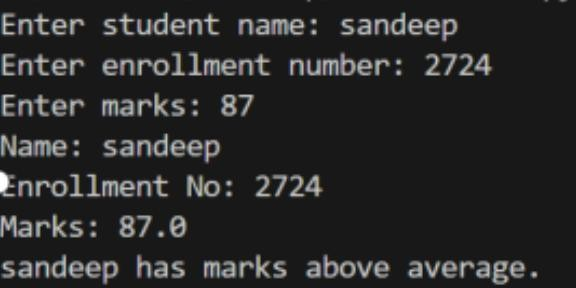 Enter student name: sandeep
Enter enrollment number: 2724
Enter marks: 87
Name: sandeep
Enrollment No: 2724
Marks: 87.0
sandeep has marks above average.